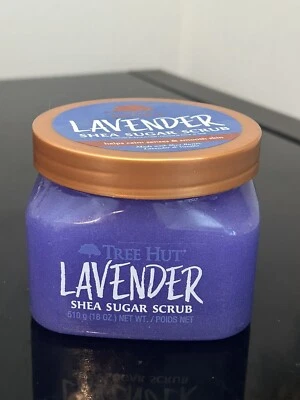 LAVENDER
SHEA SUGAR SCRUB
TREE HUT
LAVENDER
SHEA SUGAR SCRUB
510 g (18 OZ.) NET WT. / POIDS NET